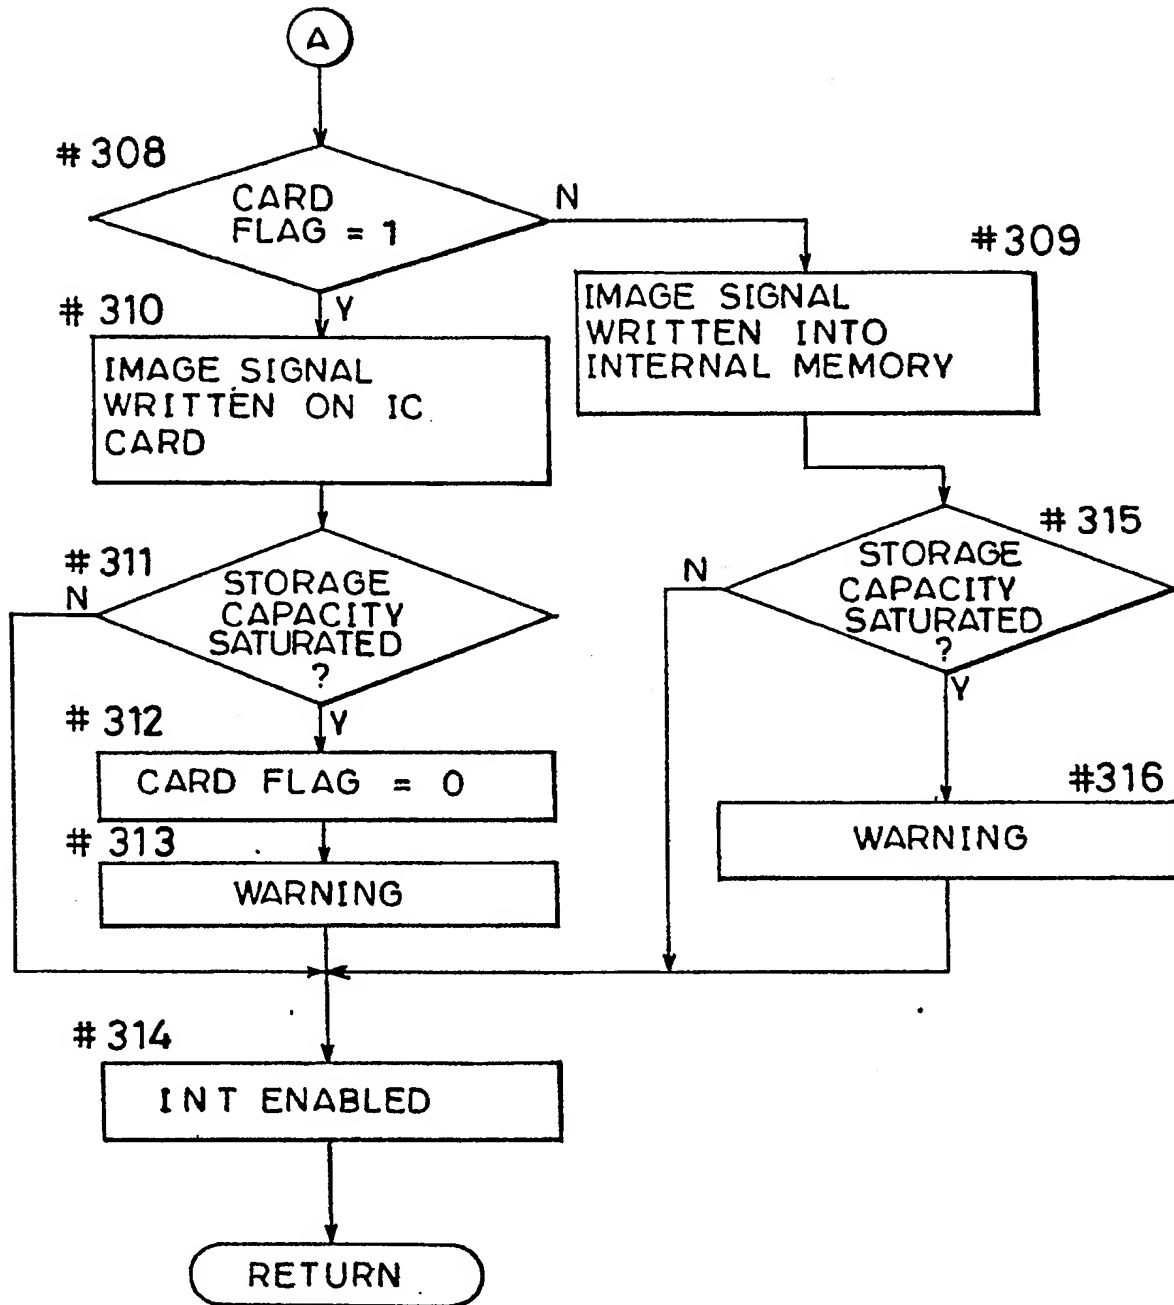 A
#308
CARD
FLAG = 1
N
Y
#309
IMAGE SIGNAL
WRITTEN INTO
INTERNAL MEMORY
#310
IMAGE SIGNAL
WRITTEN ON IC
CARD
#311
N
STORAGE
CAPACITY
SATURATED
?
Y
#315
N
STORAGE
CAPACITY
SATURATED
?
Y
#312
CARD FLAG = 0
#313
WARNING
#316
WARNING
#314
INT ENABLED
RETURN